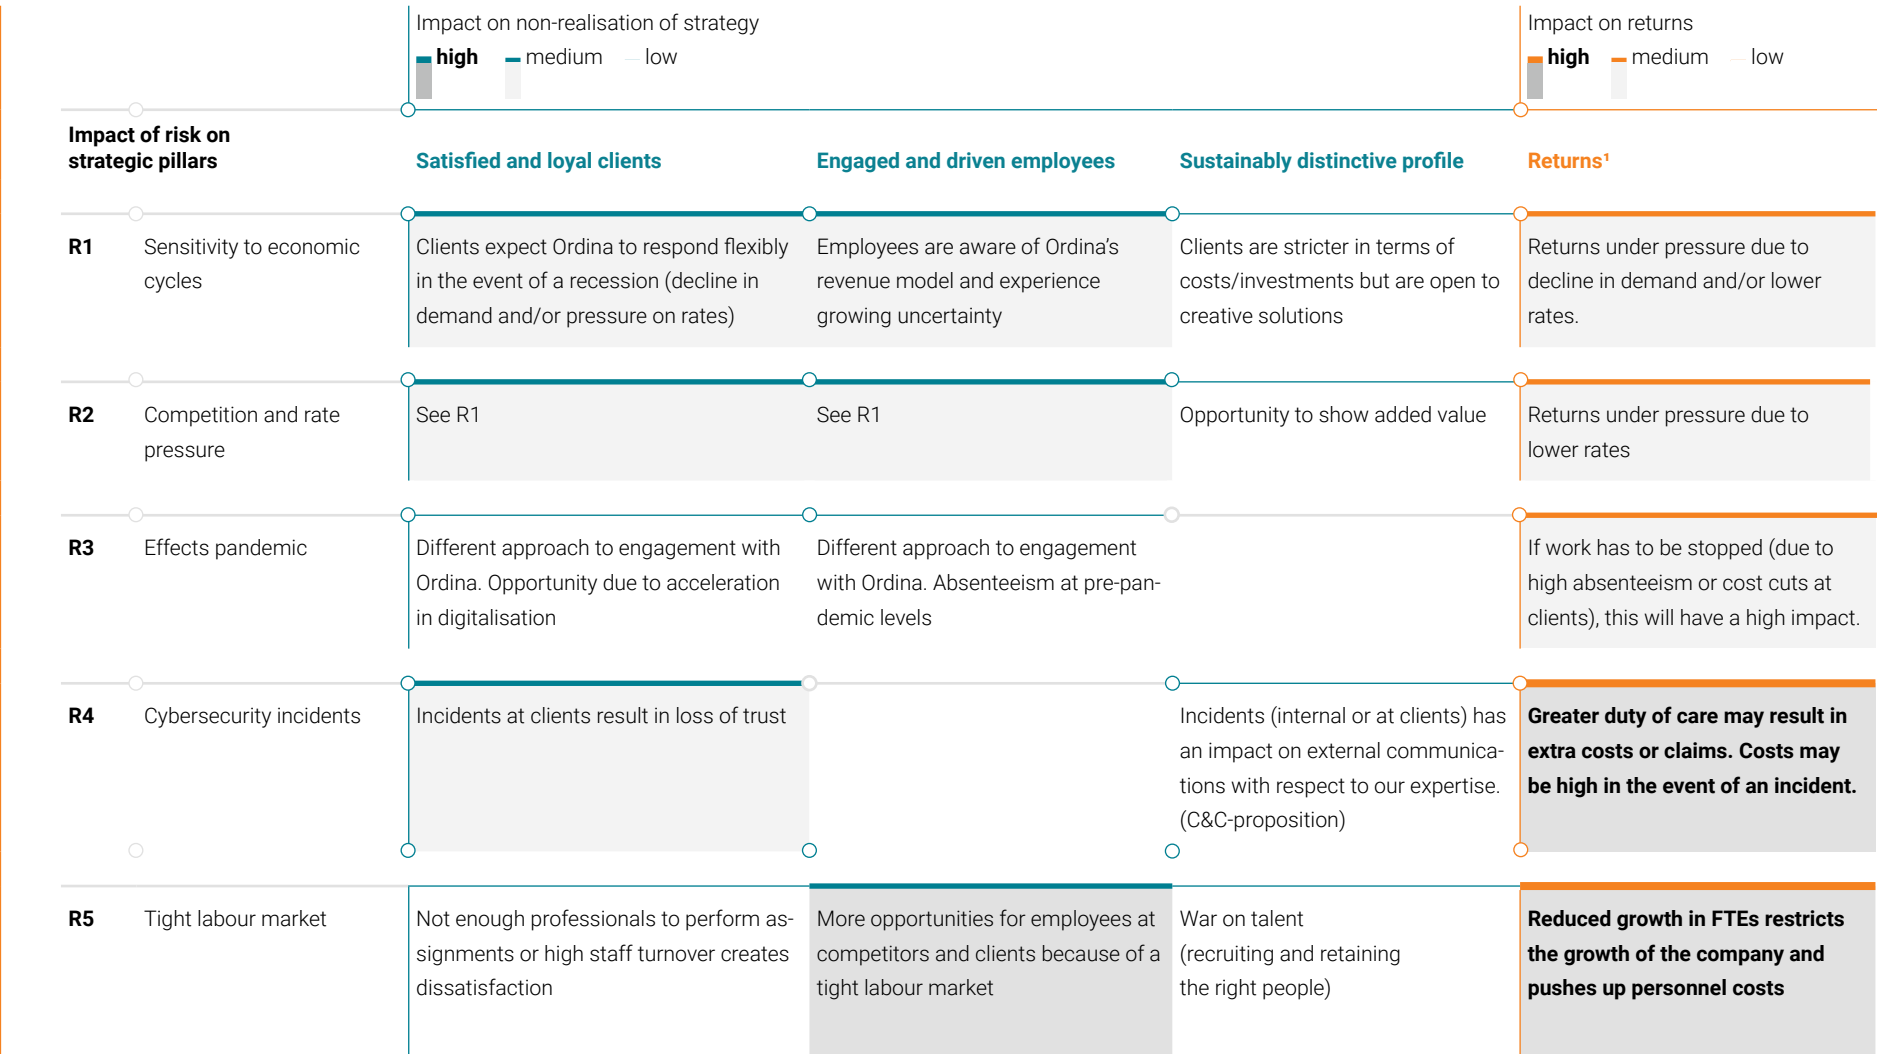 Impact on non-realisation of strategy
high medium low
Impact on returns
high medium low
Impact of risk on
strategic pillars
Satisfied and loyal clients
Engaged and driven employees
Sustainably distinctive profile
Returns¹
R1
Sensitivity to economic
cycles
Clients expect Ordina to respond flexibly
in the event of a recession (decline in
demand and/or pressure on rates)
Employees are aware of Ordina's
revenue model and experience
growing uncertainty
Clients are stricter in terms of
costs/investments but are open to
creative solutions
Returns under pressure due to
decline in demand and/or lower
rates.
R2
Competition and rate
pressure
See R1
See R1
Opportunity to show added value
Returns under pressure due to
lower rates
R3
Effects pandemic
Different approach to engagement with
Ordina. Opportunity due to acceleration
in digitalisation
Different approach to engagement
with Ordina. Absenteeism at pre-pan-
demic levels
If work has to be stopped (due to
high absenteeism or cost cuts at
clients), this will have a high impact.
R4
Cybersecurity incidents
Incidents at clients result in loss of trust
Incidents (internal or at clients) has
an impact on external communica-
tions with respect to our expertise.
(C&C-proposition)
Greater duty of care may result in
extra costs or claims. Costs may
be high in the event of an incident.
R5
Tight labour market
Not enough professionals to perform as-
signments or high staff turnover creates
dissatisfaction
More opportunities for employees at
competitors and clients because of a
tight labour market
War on talent
(recruiting and retaining
the right people)
Reduced growth in FTEs restricts
the growth of the company and
pushes up personnel costs